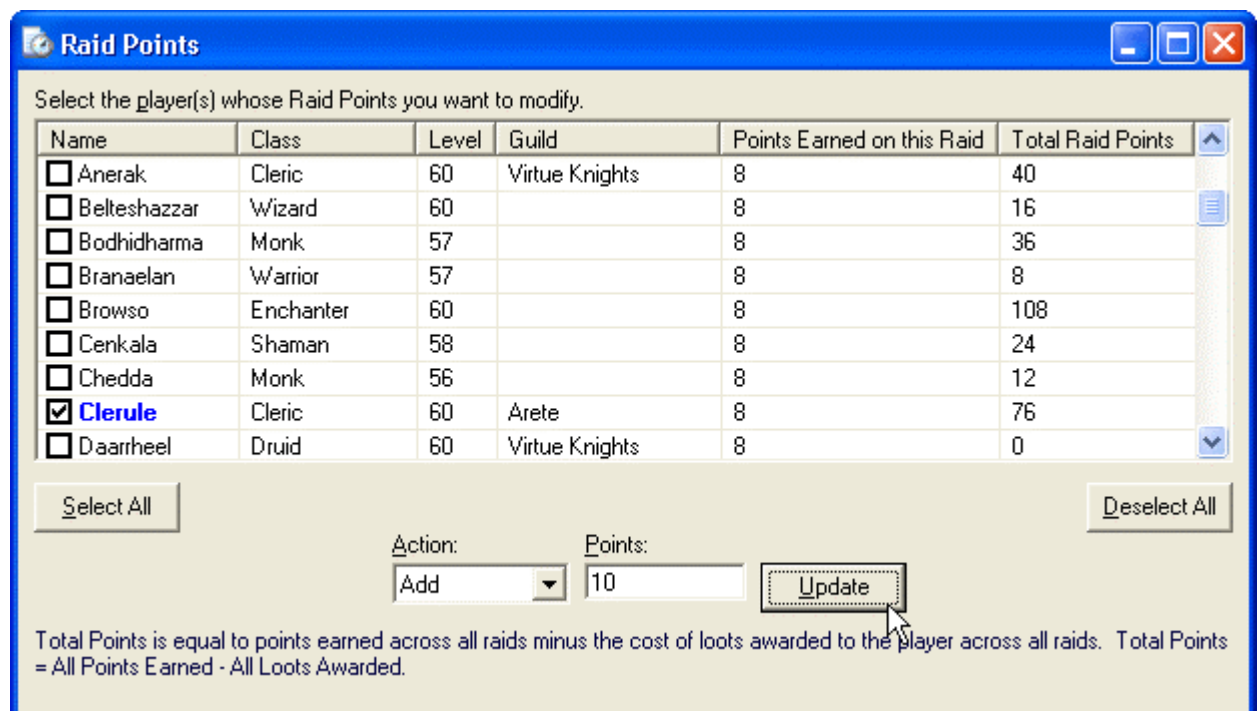 Raid Points
Select the player(s) whose Raid Points you want to modify.
Name Class Level Guild Points Earned on this Raid Total Raid Points
Anerak Cleric 60 Virtue Knights 8 40
Belteshazzar Wizard 60 8 16
Bodhidharma Monk 57 8 36
Branaelan Warrior 57 8 8
Browso Enchanter 60 8 108
Cenkala Shaman 58 8 24
Chedda Monk 56 8 12
Clerule Cleric 60 Arete 8 76
Daarrheel Druid 60 Virtue Knights 8 0
Select All Deselect All
Action: Points:
Add 10 Update
Total Points is equal to points earned across all raids minus the cost of loots awarded to the player across all raids.  Total Points
= All Points Earned - All Loots Awarded.